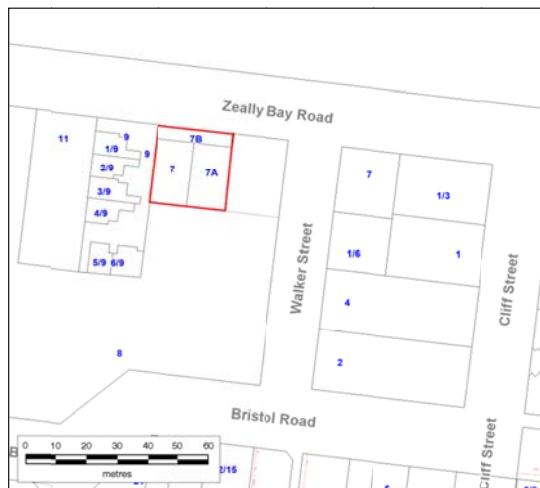 Zeally Bay Road
11
9
1/9
9
2/9
3/9
4/9
5/9
6/9
7B
7
7A
7
1/3
1/6
1
4
2
Walker Street
Cliff Street
8
Bristol Road
Cliff Street
0 10 20 30 40 50 60
metres
2/15